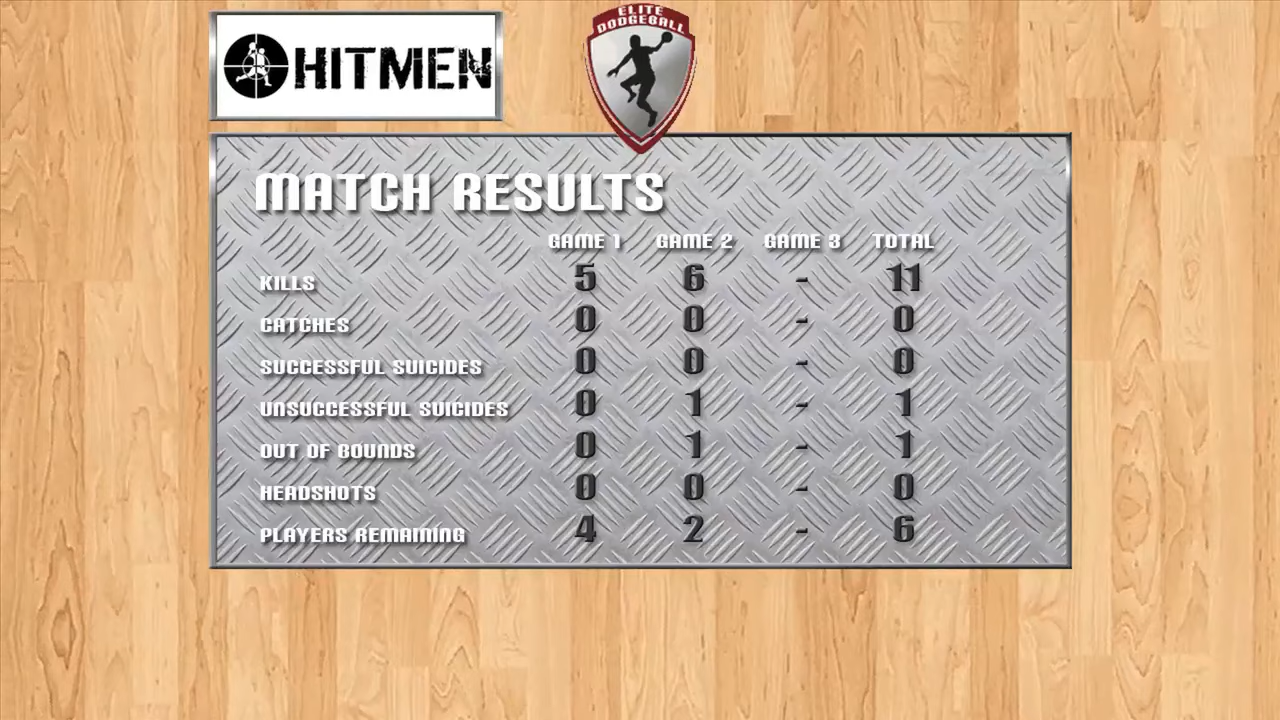 HITMEN
ELITE
DODGEBALL
MATCH RESULTS
GAME 1 GAME 2 GAME 3 TOTAL
KILLS 5 6 - 11
CATCHES 0 0 - 0
SUCCESSFUL SUICIDES 0 0 - 0
UNSUCCESSFUL SUICIDES 0 1 - 1
OUT OF BOUNDS 0 1 - 1
HEADSHOTS 0 0 - 0
PLAYERS REMAINING 4 2 - 6